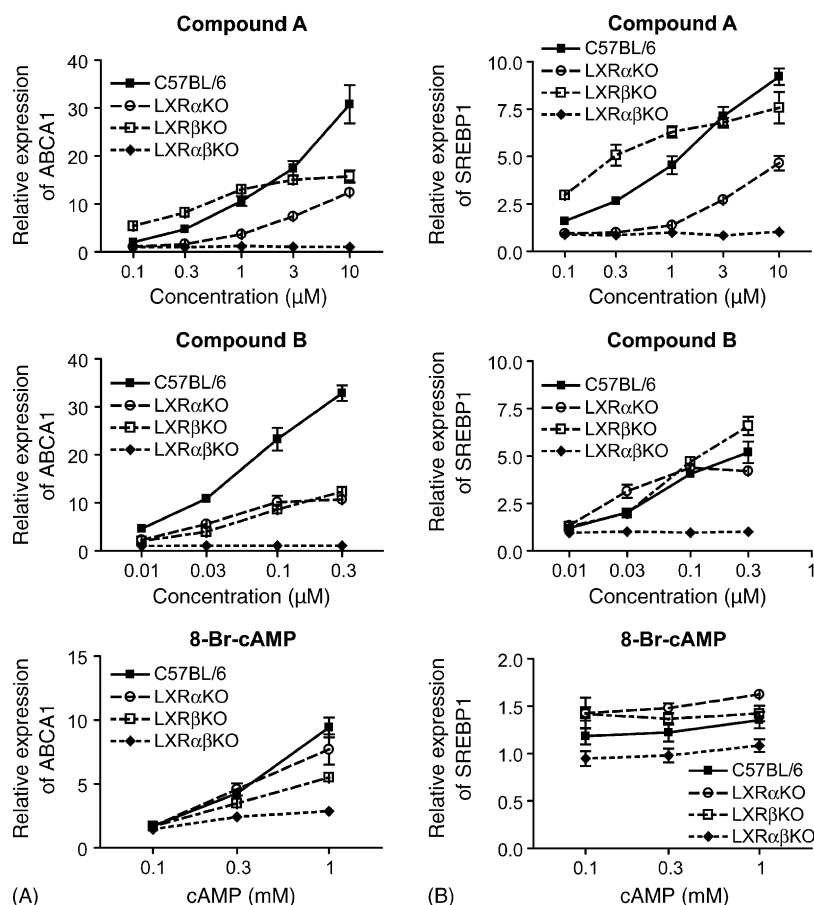 Compound A
Relative expression
of ABCA1
40
30
20
10
0
C57BL/6
LXRαKO
LXRβKO
LXRαβKO
0.1 0.3 1 3 10
Concentration (μM)
Compound A
Relative expression
of SREBP1
10.0
7.5
5.0
2.5
0.0
C57BL/6
LXRαKO
LXRβKO
LXRαβKO
0.1 0.3 1 3 10
Concentration (μM)
Compound B
Relative expression
of ABCA1
40
30
20
10
0
C57BL/6
LXRαKO
LXRβKO
LXRαβKO
0.01 0.03 0.1 0.3
Concentration (μM)
Compound B
Relative expression
of SREBP1
10.0
7.5
5.0
2.5
0.0
C57BL/6
LXRαKO
LXRβKO
LXRαβKO
0.01 0.03 0.1 0.3 1
Concentration (μM)
8-Br-cAMP
Relative expression
of ABCA1
15
10
5
0
C57BL/6
LXRαKO
LXRβKO
LXRαβKO
0.1 0.3 1
cAMP (mM)
(A)
8-Br-cAMP
Relative expression
of SREBP1
2.0
1.5
1.0
0.5
0.0
C57BL/6
LXRαKO
LXRβKO
LXRαβKO
0.1 0.3 1
cAMP (mM)
(B)